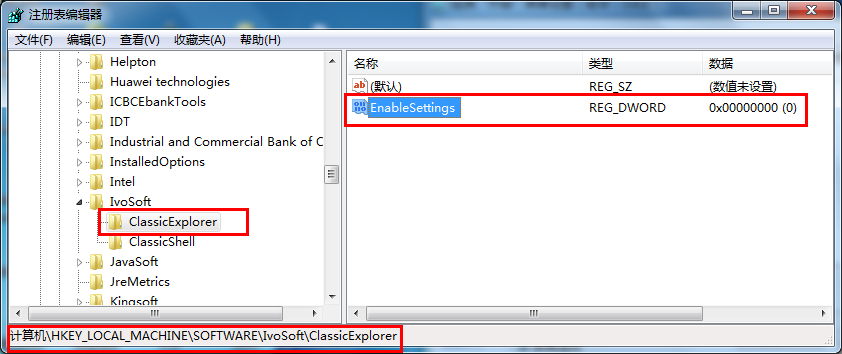 注册表编辑器
文件(F) 编辑(E) 查看(V) 收藏夹(A) 帮助(H)
Helpton
Huawei technologies
ICBCEbankTools
IDT
Industrial and Commercial Bank of C
InstalledOptions
Intel
IvoSoft
ClassicExplorer
ClassicShell
JavaSoft
JreMetrics
Kingsoft
名称 类型 数据
(默认) REG_SZ (数值未设置)
EnableSettings REG_DWORD 0x00000000 (0)
计算机\HKEY_LOCAL_MACHINE\SOFTWARE\IvoSoft\ClassicExplorer